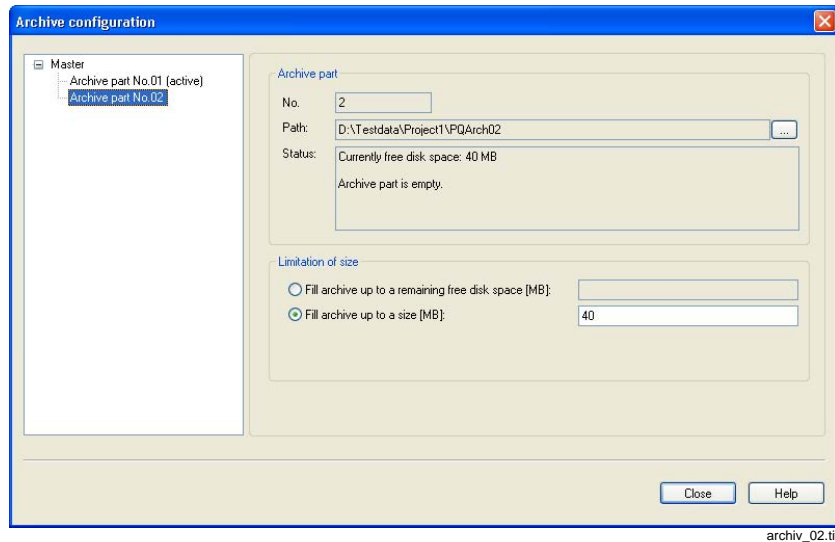 Archive configuration
Master
Archive part No.01 (active)
Archive part No.02
Archive part
No.
2
Path:
D:\Testdata\Project1\PQArch02
...
Status:
Currently free disk space: 40 MB
Archive part is empty.
Limitation of size
Fill archive up to a remaining free disk space [MB]:
Fill archive up to a size [MB]:
40
Close
Help
archiv_02.ti